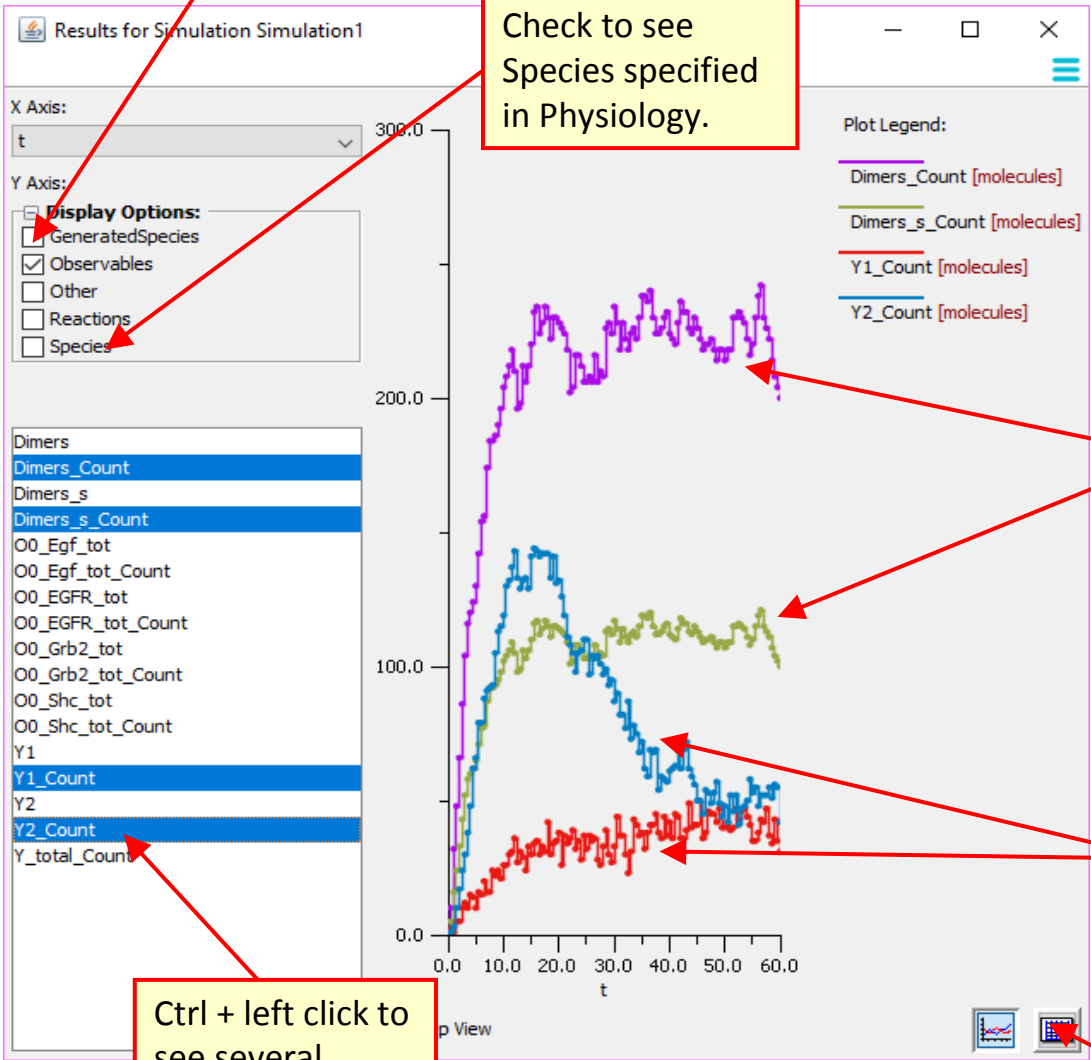 Results for Simulation Simulation1
Check to see
Species specified
in Physiology.
X Axis:
t
Y Axis:
Display Options:
GeneratedSpecies
Observables
Other
Reactions
Species
Dimers
Dimers_Count
Dimers_s
Dimers_s_Count
O0_Egf_tot
O0_Egf_tot_Count
O0_EGFR_tot
O0_EGFR_tot_Count
O0_Grb2_tot
O0_Grb2_tot_Count
O0_Shc_tot
O0_Shc_tot_Count
Y1
Y1_Count
Y2
Y2_Count
Y_total_Count
300.0
200.0
100.0
0.0
0.0 10.0 20.0 30.0 40.0 50.0 60.0
t
Plot Legend:
Dimers_Count [molecules]
Dimers_s_Count [molecules]
Y1_Count [molecules]
Y2_Count [molecules]
Ctrl + left click to
see several
p View